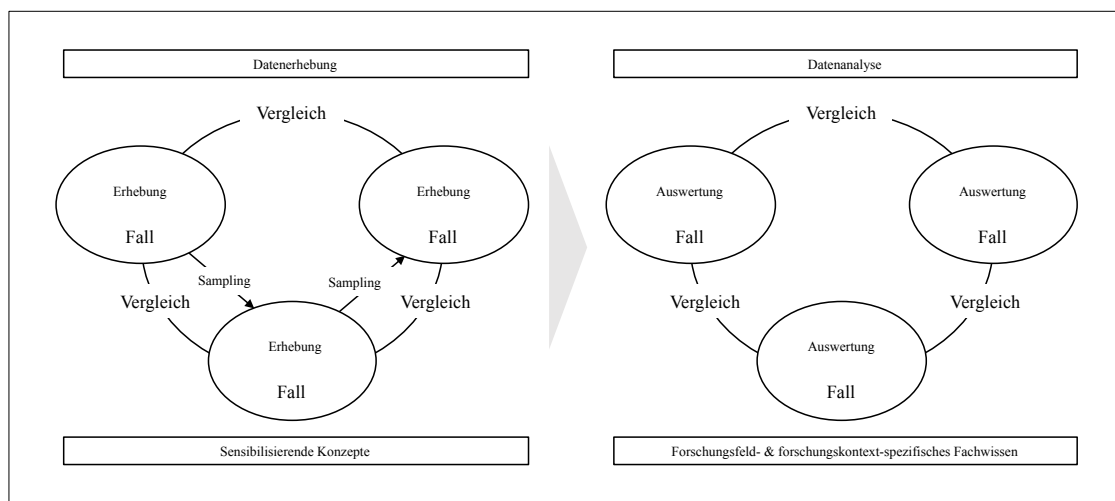 Datenerhebung
Datenanalyse
Vergleich
Vergleich
Erhebung
Erhebung
Auswertung
Auswertung
Fall
Fall
Fall
Fall
Sampling
Sampling
Vergleich
Vergleich
Vergleich
Vergleich
Erhebung
Auswertung
Fall
Fall
Sensibilisierende Konzepte
Forschungsfeld- & forschungskontext-spezifisches Fachwissen